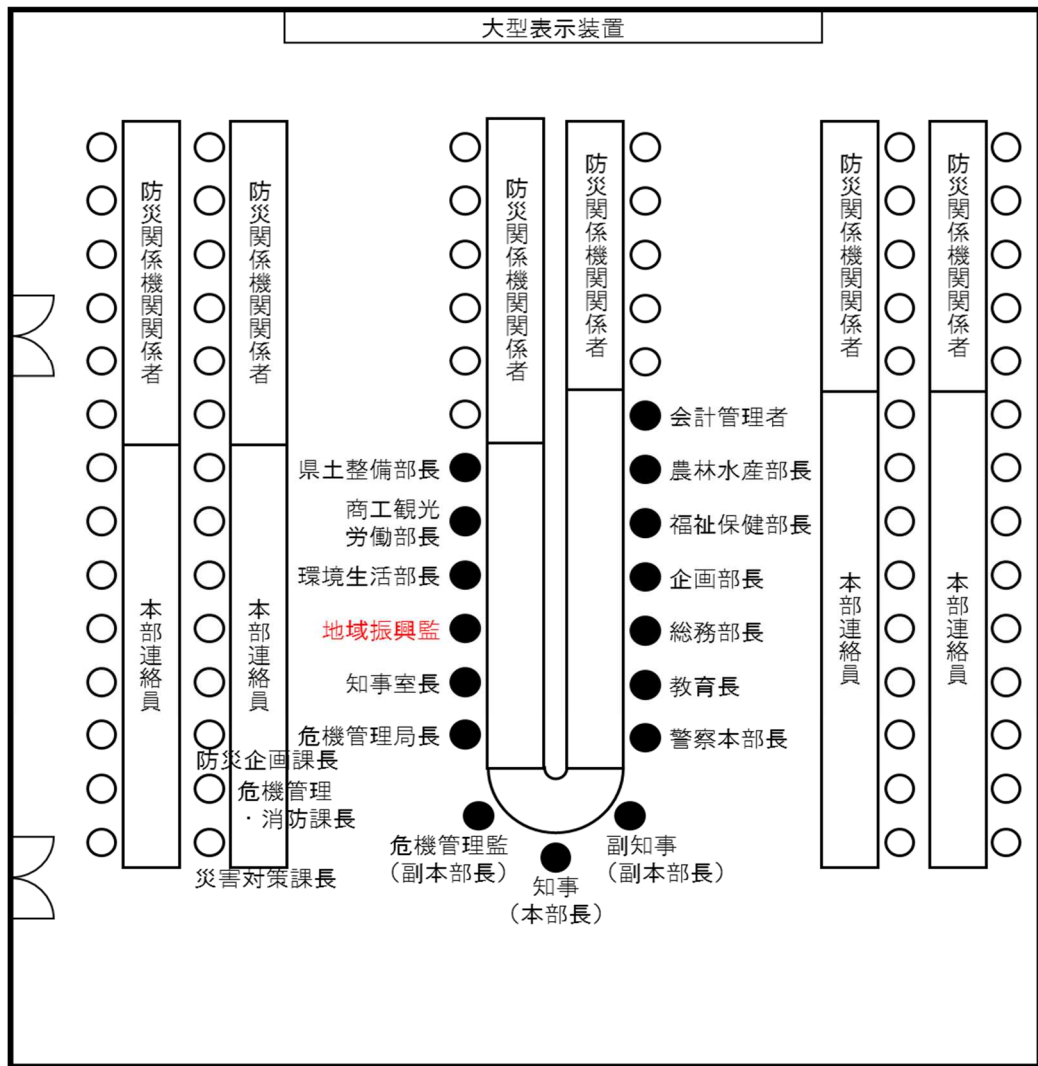 大型表示装置
防災関係機関関係者
防災関係機関関係者
防災関係機関関係者
防災関係機関関係者
防災関係機関関係者
防災関係機関関係者
会計管理者
県土整備部長
農林水産部長
商工観光
労働部長
福祉保健部長
環境生活部長
企画部長
地域振興監
総務部長
知事室長
教育長
危機管理局長
警察本部長
本部連絡員
本部連絡員
本部連絡員
本部連絡員
防災企画課長
危機管理
・消防課長
災害対策課長
危機管理監
（副本部長）
副知事
（副本部長）
知事
（本部長）